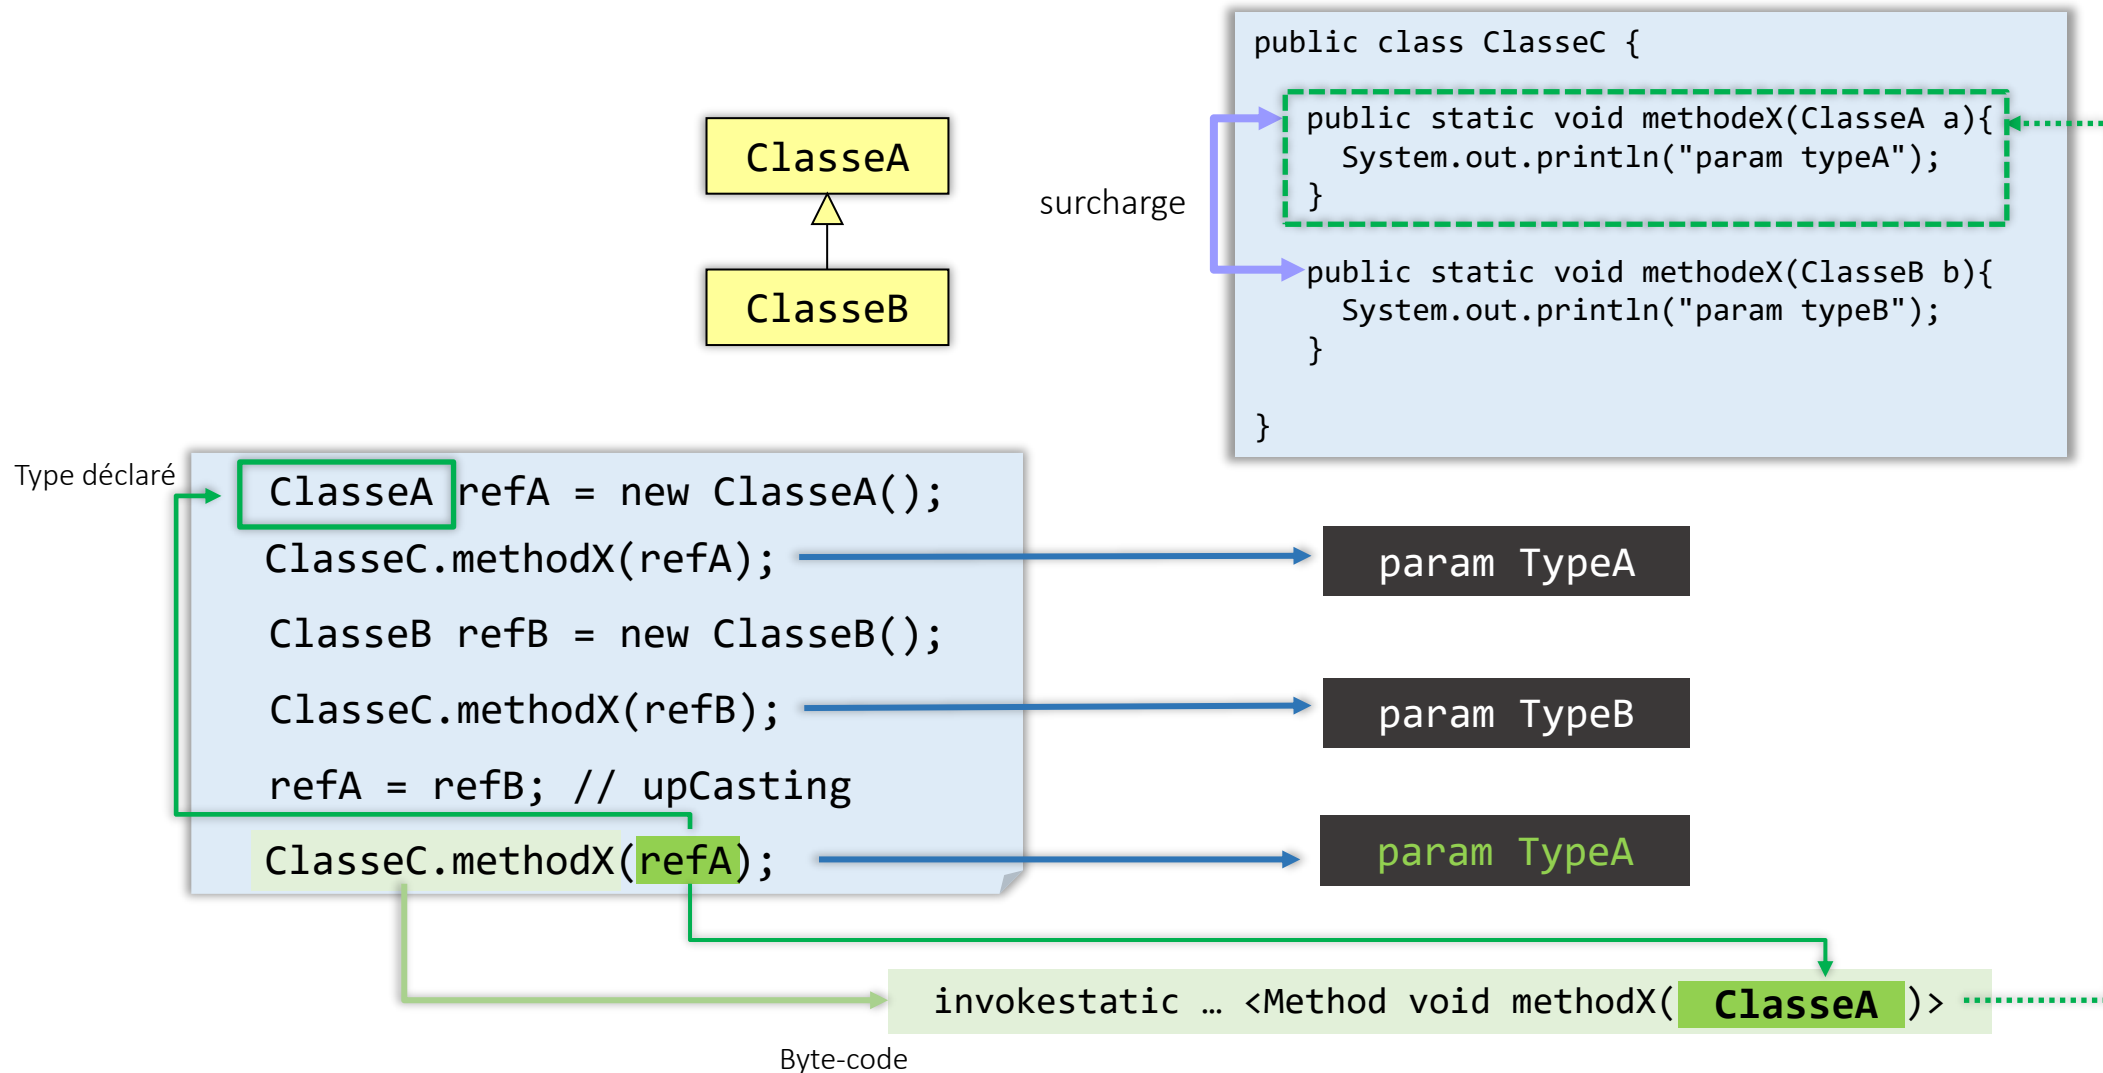 public class ClasseC {
public static void methodeX(ClasseA a){
System.out.println("param typeA");
}
public static void methodeX(ClasseB b){
System.out.println("param typeB");
}
}
surcharge
ClasseA
ClasseB
Type déclaré
ClasseA refA = new ClasseA();
ClasseC.methodX(refA);
param TypeA
ClasseB refB = new ClasseB();
ClasseC.methodX(refB);
param TypeB
refA = refB; // upCasting
ClasseC.methodX(refA);
param TypeA
invokestatic … <Method void methodX( ClasseA )>
Byte-code